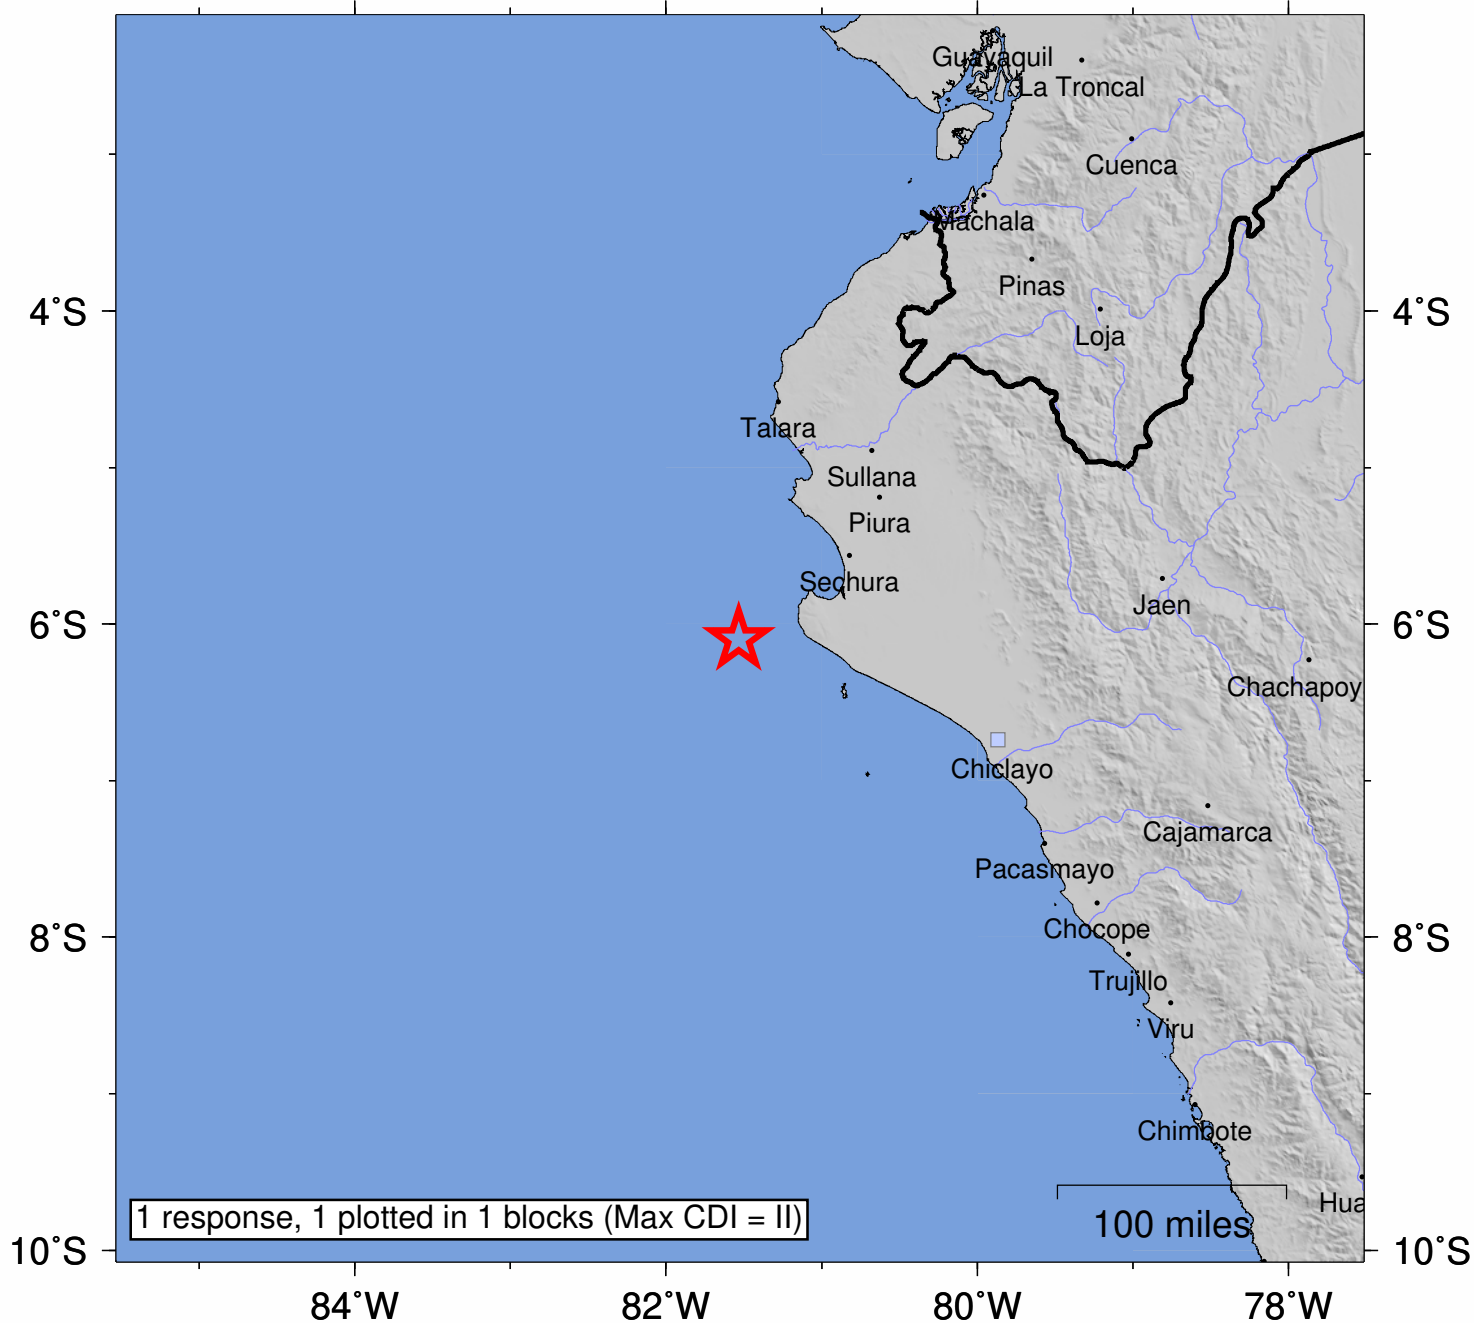 Guayaquil
La Troncal
Cuenca
Machala
Pinas
4°S
4°S
Loja
Talara
Sullana
Piura
Sechura
Jaen
6°S
6°S
Chachapoy
Chiclayo
Cajamarca
Pacasmayo
Chocope
8°S
8°S
Trujillo
Viru
Chimbote
Hua
1 response, 1 plotted in 1 blocks (Max CDI = II)
100 miles
10°S
10°S
84°W
82°W
80°W
78°W